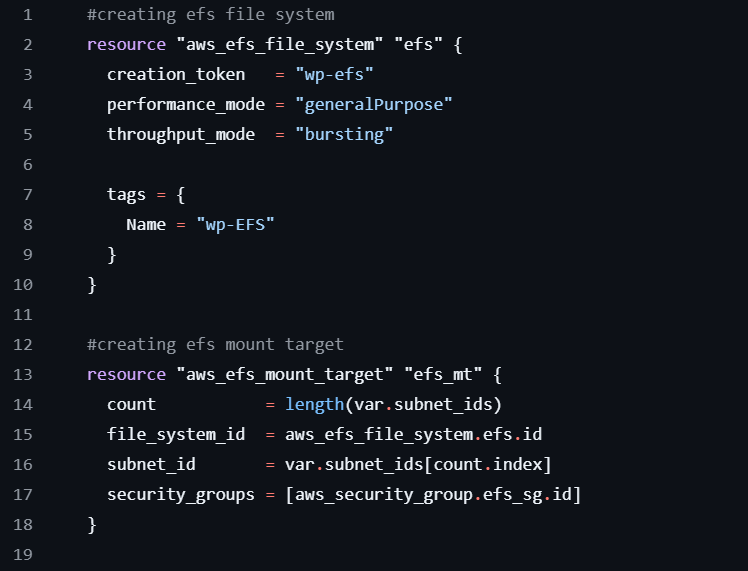 1 #creating efs file system
2 resource "aws_efs_file_system" "efs" {
3 creation_token = "wp-efs"
4 performance_mode = "generalPurpose"
5 throughput_mode = "bursting"
6
7 tags = {
8 Name = "wp-EFS"
9 }
10 }
11
12 #creating efs mount target
13 resource "aws_efs_mount_target" "efs_mt" {
14 count = length(var.subnet_ids)
15 file_system_id = aws_efs_file_system.efs.id
16 subnet_id = var.subnet_ids[count.index]
17 security_groups = [aws_security_group.efs_sg.id]
18 }
19